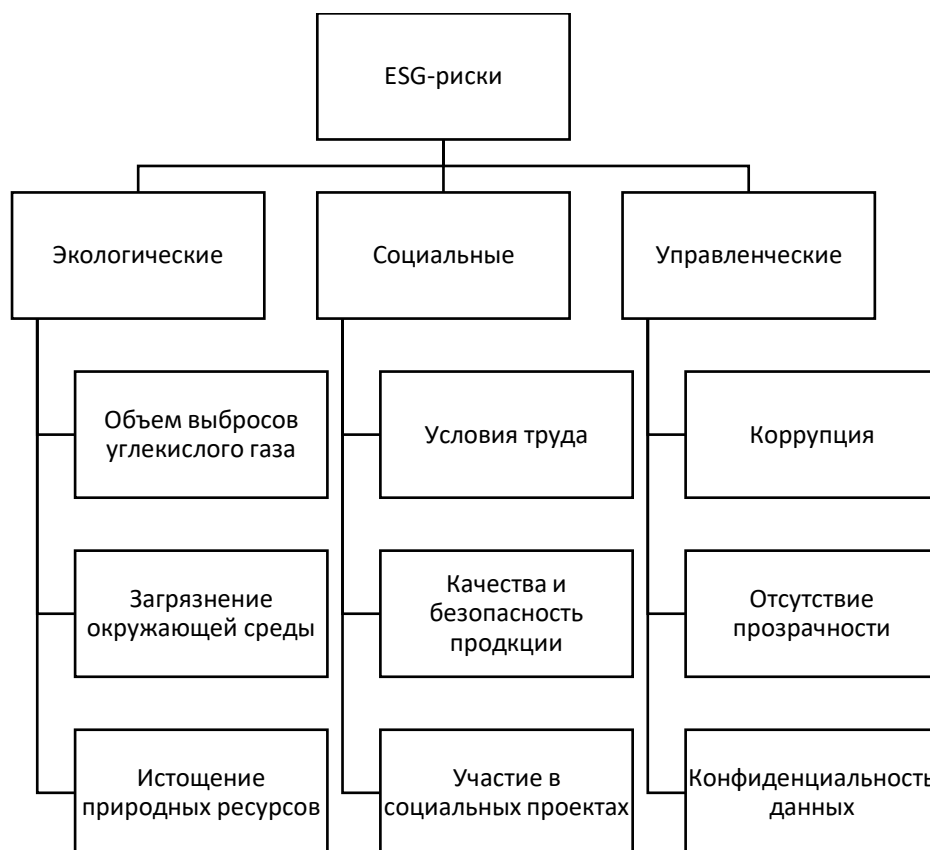 ESG-риски
Экологические
Социальные
Управленческие
Объем выбросов
углекислого газа
Условия труда
Коррупция
Загрязнение
окружающей среды
Качества и
безопасность
продкции
Отсутствие
прозрачности
Истощение
природных ресурсов
Участие в
социальных проектах
Конфиденциальность
данных